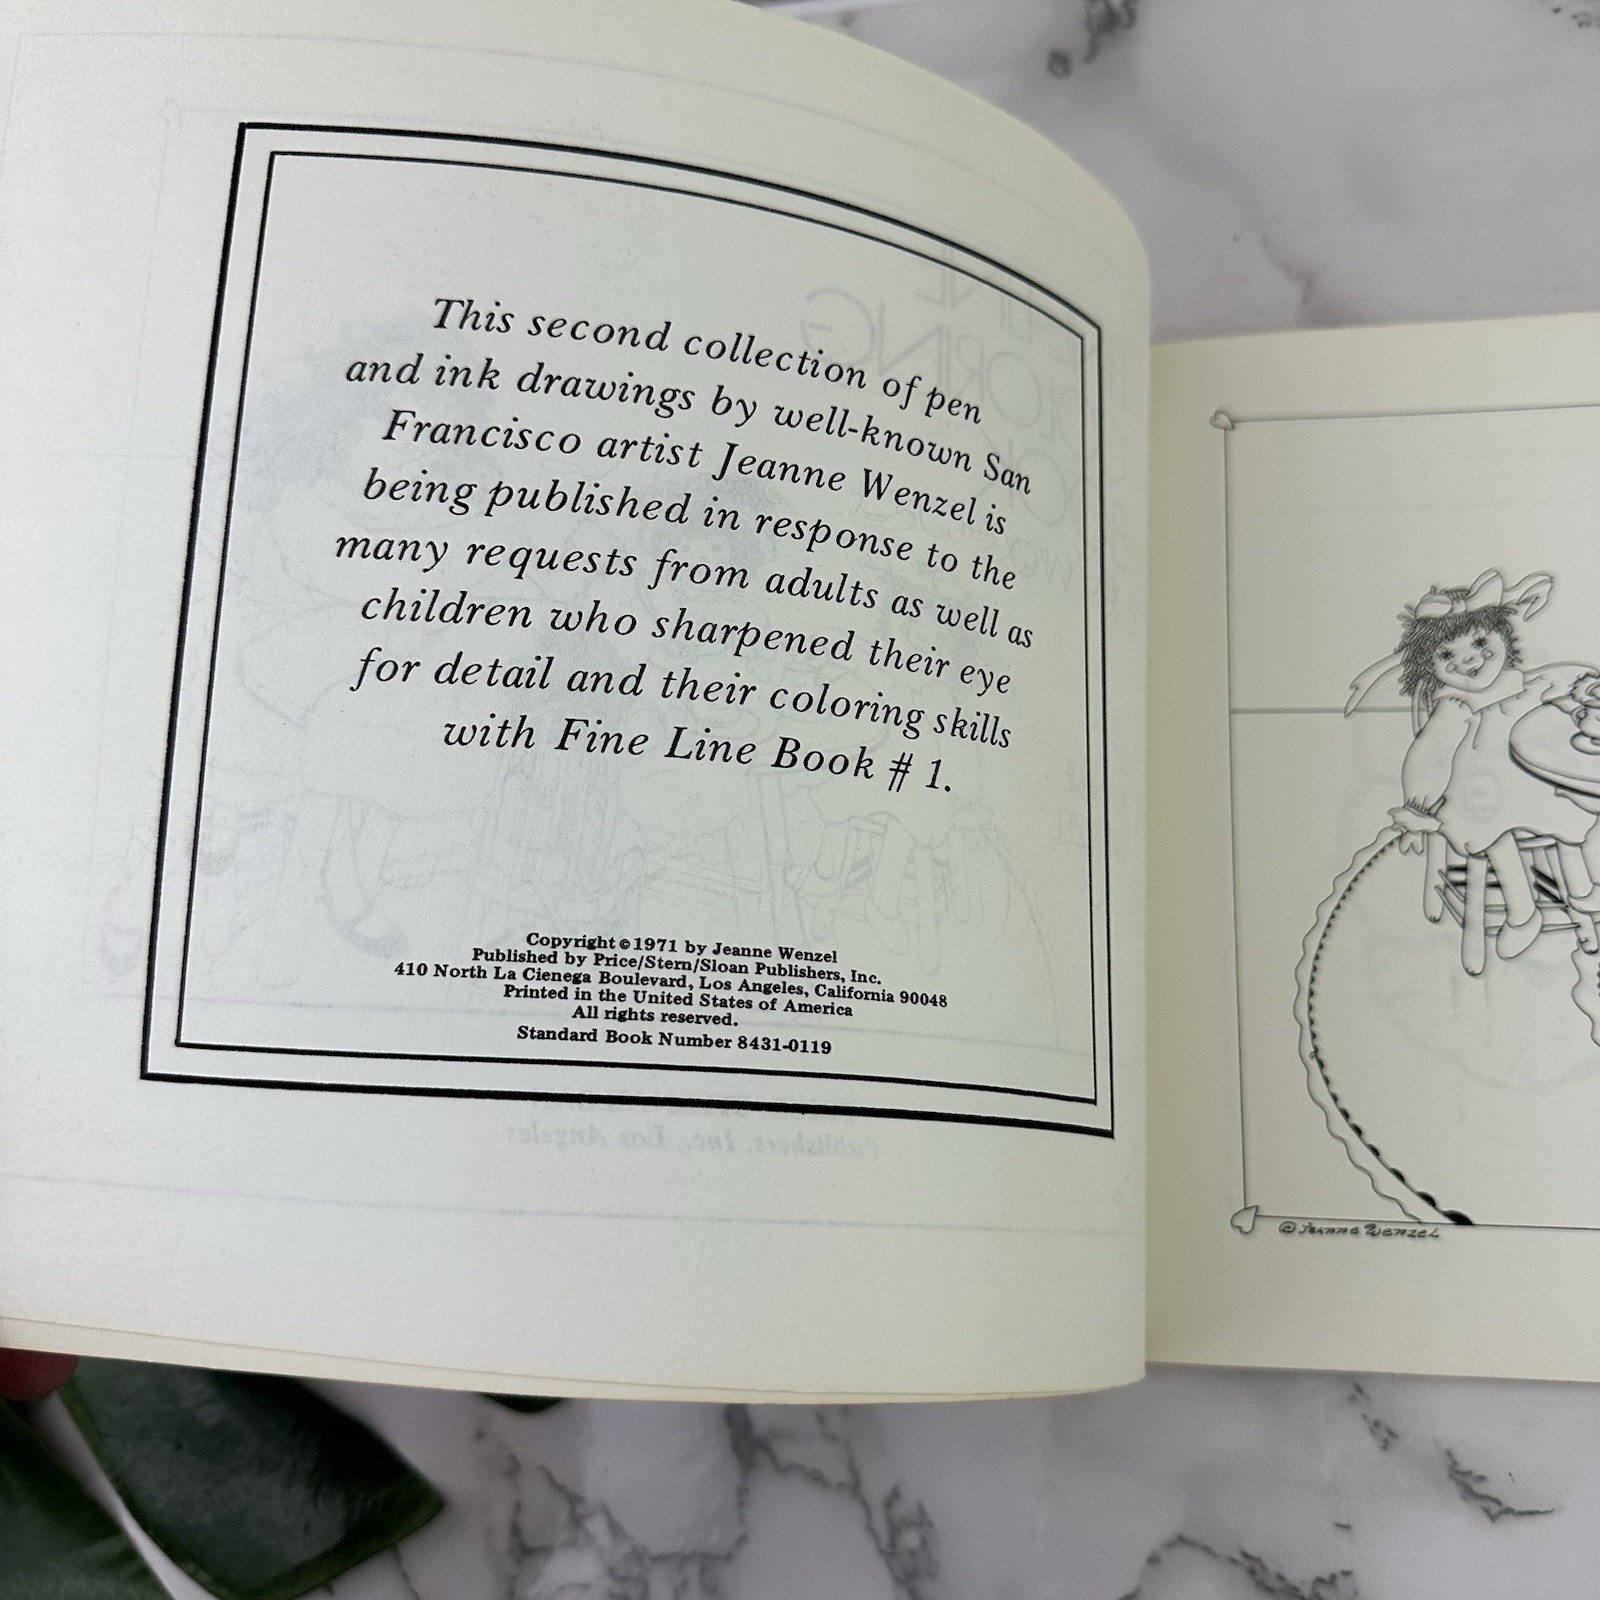 This second collection of pen
and ink drawings by well-known San
Francisco artist Jeanne Wenzel is
being published in response to the
many requests from adults as well as
children who sharpened their eye
for detail and their coloring skills
with Fine Line Book # 1.
Copyright © 1971 by Jeanne Wenzel
Published by Price/Stern/Sloan Publishers, Inc.
410 North La Cienega Boulevard, Los Angeles, California 90048
Printed in the United States of America
All rights reserved.
Standard Book Number 8431-0119
Publishers, Inc., Los Angeles
© Jeanne Wenzel